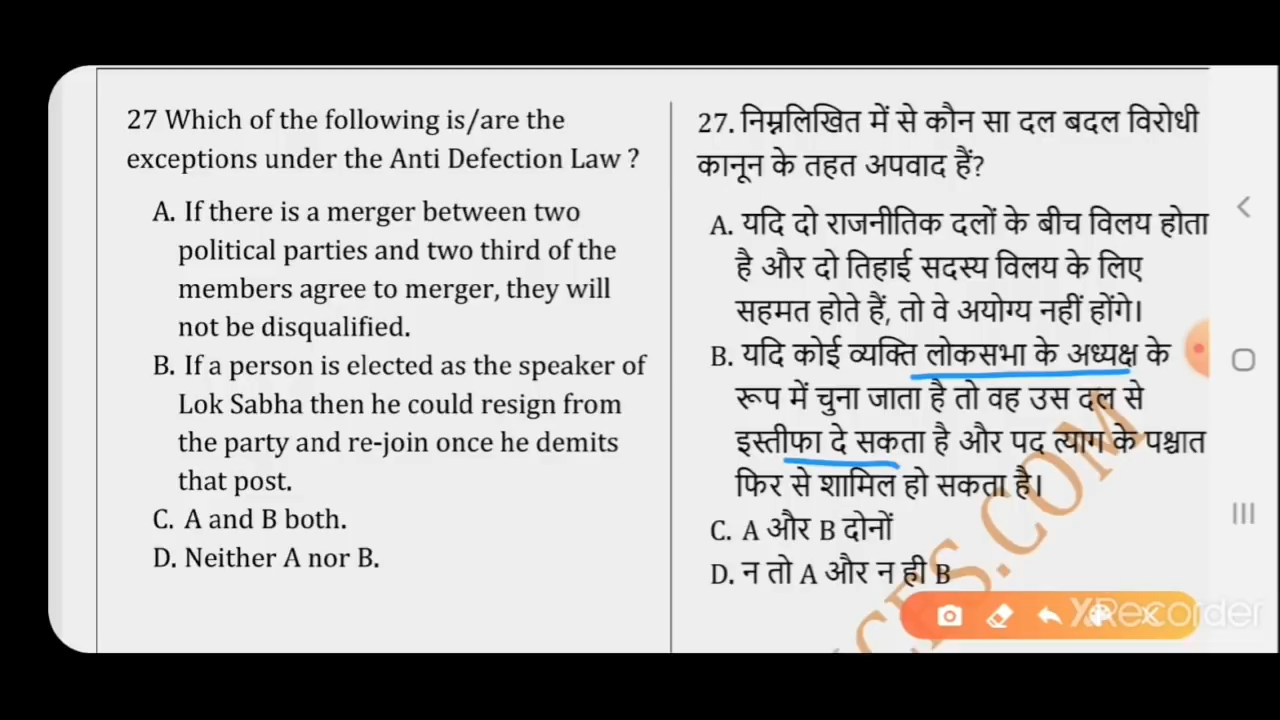 27 Which of the following is/are the
exceptions under the Anti Defection Law ?
A. If there is a merger between two
political parties and two third of the
members agree to merger, they will
not be disqualified.
B. If a person is elected as the speaker of
Lok Sabha then he could resign from
the party and re-join once he demits
that post.
C. A and B both.
D. Neither A nor B.
27. निम्नलिखित में से कौन सा दल बदल विरोधी
कानून के तहत अपवाद हैं?
A. यदि दो राजनीतिक दलों के बीच विलय होता
है और दो तिहाई सदस्य विलय के लिए
सहमत होते हैं, तो वे अयोग्य नहीं होंगे।
B. यदि कोई व्यक्ति लोकसभा के अध्यक्ष के
रूप में चुना जाता है तो वह उस दल से
इस्तीफा दे सकता है और पद त्याग के पश्चात
फिर से शामिल हो सकता है।
C. A और B दोनों
D. न तो A और न ही B
XRecorder